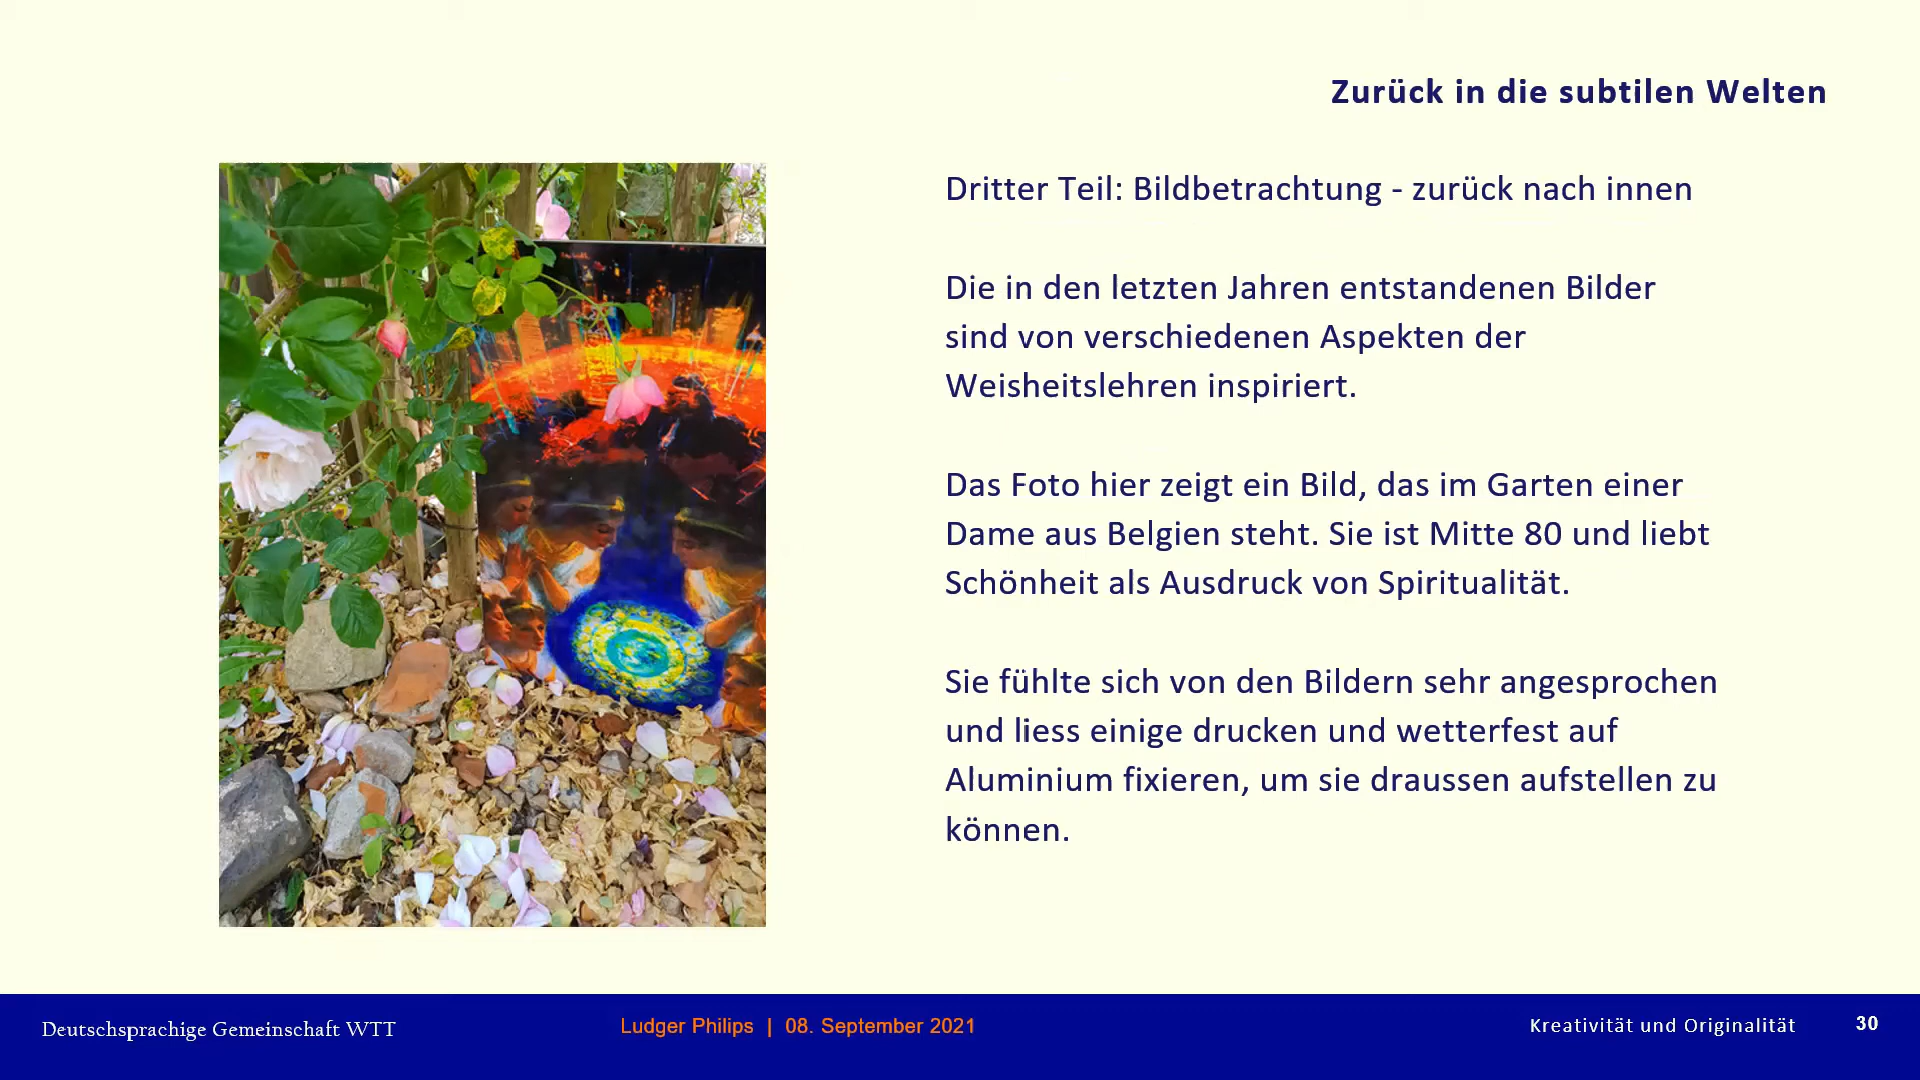 Zurück in die subtilen Welten
Dritter Teil: Bildbetrachtung - zurück nach innen
Die in den letzten Jahren entstandenen Bilder
sind von verschiedenen Aspekten der
Weisheitslehren inspiriert.
Das Foto hier zeigt ein Bild, das im Garten einer
Dame aus Belgien steht. Sie ist Mitte 80 und liebt
Schönheit als Ausdruck von Spiritualität.
Sie fühlte sich von den Bildern sehr angesprochen
und liess einige drucken und wetterfest auf
Aluminium fixieren, um sie draussen aufstellen zu
können.
Deutschsprachige Gemeinschaft WTT
Ludger Philips | 08. September 2021
Kreativität und Originalität
30